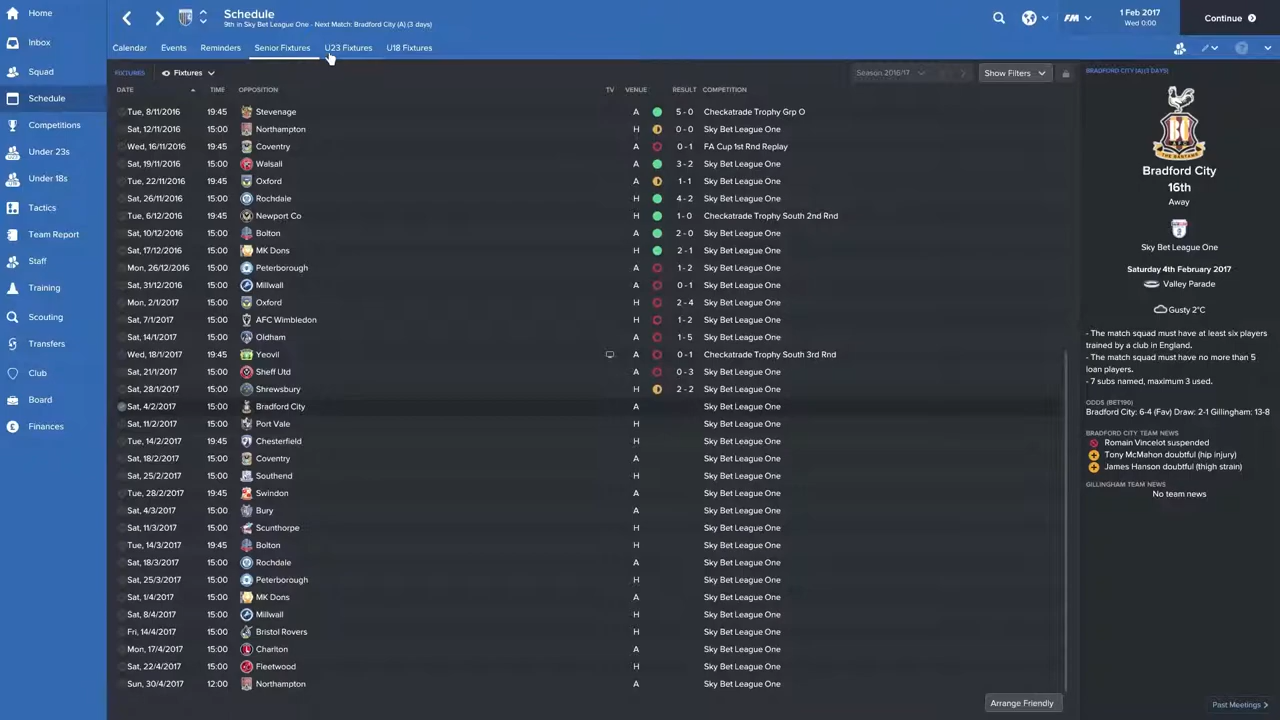 Home
Inbox
Squad
Schedule
Competitions
Under 23s
Under 18s
Tactics
Team Report
Staff
Training
Scouting
Transfers
Club
Board
Finances
Schedule
9th in Sky Bet League One - Next Match: Bradford City (A) (3 days)
FM
1 Feb 2017
Wed 0:00
Continue
Calendar Events Reminders Senior Fixtures U23 Fixtures U18 Fixtures
FIXTURES Fixtures Season 2016/17 Show Filters
DATE TIME OPPOSITION TV VENUE RESULT COMPETITION
Tue, 8/11/2016 19:45 Stevenage A 5 - 0 Checkatrade Trophy Grp O
Sat, 12/11/2016 15:00 Northampton H 0 - 0 Sky Bet League One
Wed, 16/11/2016 19:45 Coventry A 0 - 1 FA Cup 1st Rnd Replay
Sat, 19/11/2016 15:00 Walsall A 3 - 2 Sky Bet League One
Tue, 22/11/2016 19:45 Oxford A 1 - 1 Sky Bet League One
Sat, 26/11/2016 15:00 Rochdale H 4 - 2 Sky Bet League One
Tue, 6/12/2016 19:45 Newport Co H 1 - 0 Checkatrade Trophy South 2nd Rnd
Sat, 10/12/2016 15:00 Bolton A 2 - 0 Sky Bet League One
Sat, 17/12/2016 15:00 MK Dons H 2 - 1 Sky Bet League One
Mon, 26/12/2016 15:00 Peterborough A 1 - 2 Sky Bet League One
Sat, 31/12/2016 15:00 Millwall A 0 - 1 Sky Bet League One
Mon, 2/1/2017 15:00 Oxford H 2 - 4 Sky Bet League One
Sat, 7/1/2017 15:00 AFC Wimbledon H 1 - 2 Sky Bet League One
Sat, 14/1/2017 15:00 Oldham A 1 - 5 Sky Bet League One
Wed, 18/1/2017 19:45 Yeovil A 0 - 1 Checkatrade Trophy South 3rd Rnd
Sat, 21/1/2017 15:00 Sheff Utd A 0 - 3 Sky Bet League One
Sat, 28/1/2017 15:00 Shrewsbury H 2 - 2 Sky Bet League One
Sat, 4/2/2017 15:00 Bradford City A Sky Bet League One
Sat, 11/2/2017 15:00 Port Vale H Sky Bet League One
Tue, 14/2/2017 19:45 Chesterfield H Sky Bet League One
Sat, 18/2/2017 15:00 Coventry A Sky Bet League One
Sat, 25/2/2017 15:00 Southend H Sky Bet League One
Tue, 28/2/2017 19:45 Swindon A Sky Bet League One
Sat, 4/3/2017 15:00 Bury A Sky Bet League One
Sat, 11/3/2017 15:00 Scunthorpe H Sky Bet League One
Tue, 14/3/2017 19:45 Bolton H Sky Bet League One
Sat, 18/3/2017 15:00 Rochdale A Sky Bet League One
Sat, 25/3/2017 15:00 Peterborough H Sky Bet League One
Sat, 1/4/2017 15:00 MK Dons A Sky Bet League One
Sat, 8/4/2017 15:00 Millwall H Sky Bet League One
Fri, 14/4/2017 15:00 Bristol Rovers H Sky Bet League One
Mon, 17/4/2017 15:00 Charlton A Sky Bet League One
Sat, 22/4/2017 15:00 Fleetwood H Sky Bet League One
Sun, 30/4/2017 12:00 Northampton A Sky Bet League One
Arrange Friendly
BRADFORD CITY (A) (3 DAYS)
Bradford City
16th
Away
Sky Bet League One
Saturday 4th February 2017
Valley Parade
Gusty 2°C
- The match squad must have at least six players
trained by a club in England.
- The match squad must have no more than 5
loan players.
- 7 subs named, maximum 3 used.
ODDS (BET190)
Bradford City: 6-4 (Fav) Draw: 2-1 Gillingham: 13-8
BRADFORD CITY TEAM NEWS
Romain Vincelot suspended
Tony McMahon doubtful (hip injury)
James Hanson doubtful (thigh strain)
GILLINGHAM TEAM NEWS
No team news
Past Meetings